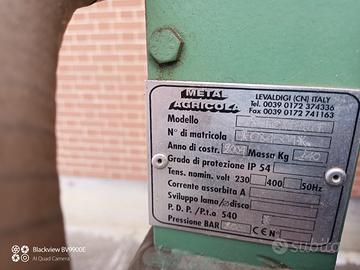 METAL AGRICOLA
LEVALDIGI (CN) ITALY
Tel. 0039 0172 374336
Fax 0039 0172 741163
Modello
N° di matricola
Anno di costr. Massa Kg
Grado di protezione IP 54
Tens. nomin. volt 230 400 50Hz
Corrente assorbita A
Sviluppo lama/⌀ disco
P. D. P. /P.t.o 540
Pressione BAR CE N°
Blackview BV9900E
AI Quad Camera
subito